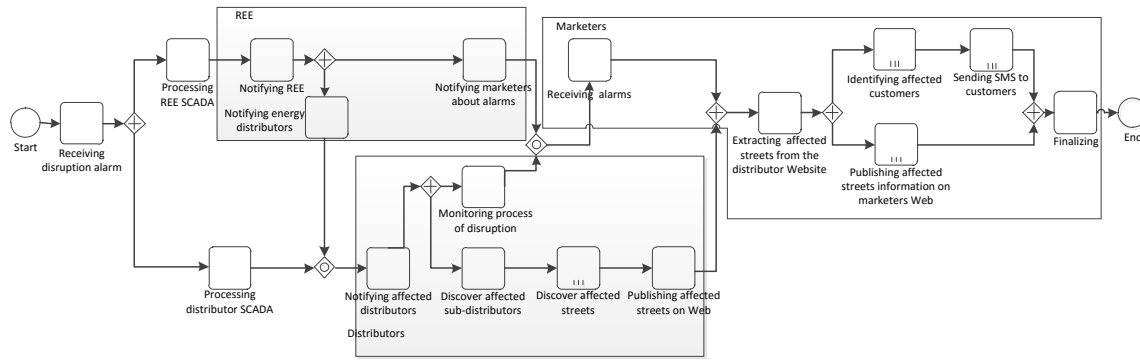 REE
Marketers
Start
Receiving
disruption alarm
Processing
REE SCADA
Notifying REE
Notifying energy
distributors
Notifying marketers
about alarms
Receiving alarms
Extracting affected
streets from the
distributor Website
Identifying affected
customers
Sending SMS to
customers
Publishing affected
streets information on
marketers Web
Finalizing
End
Monitoring process
of disruption
Processing
distributor SCADA
Notifying affected
distributors
Discover affected
sub-distributors
Discover affected
streets
Publishing affected
streets on Web
Distributors